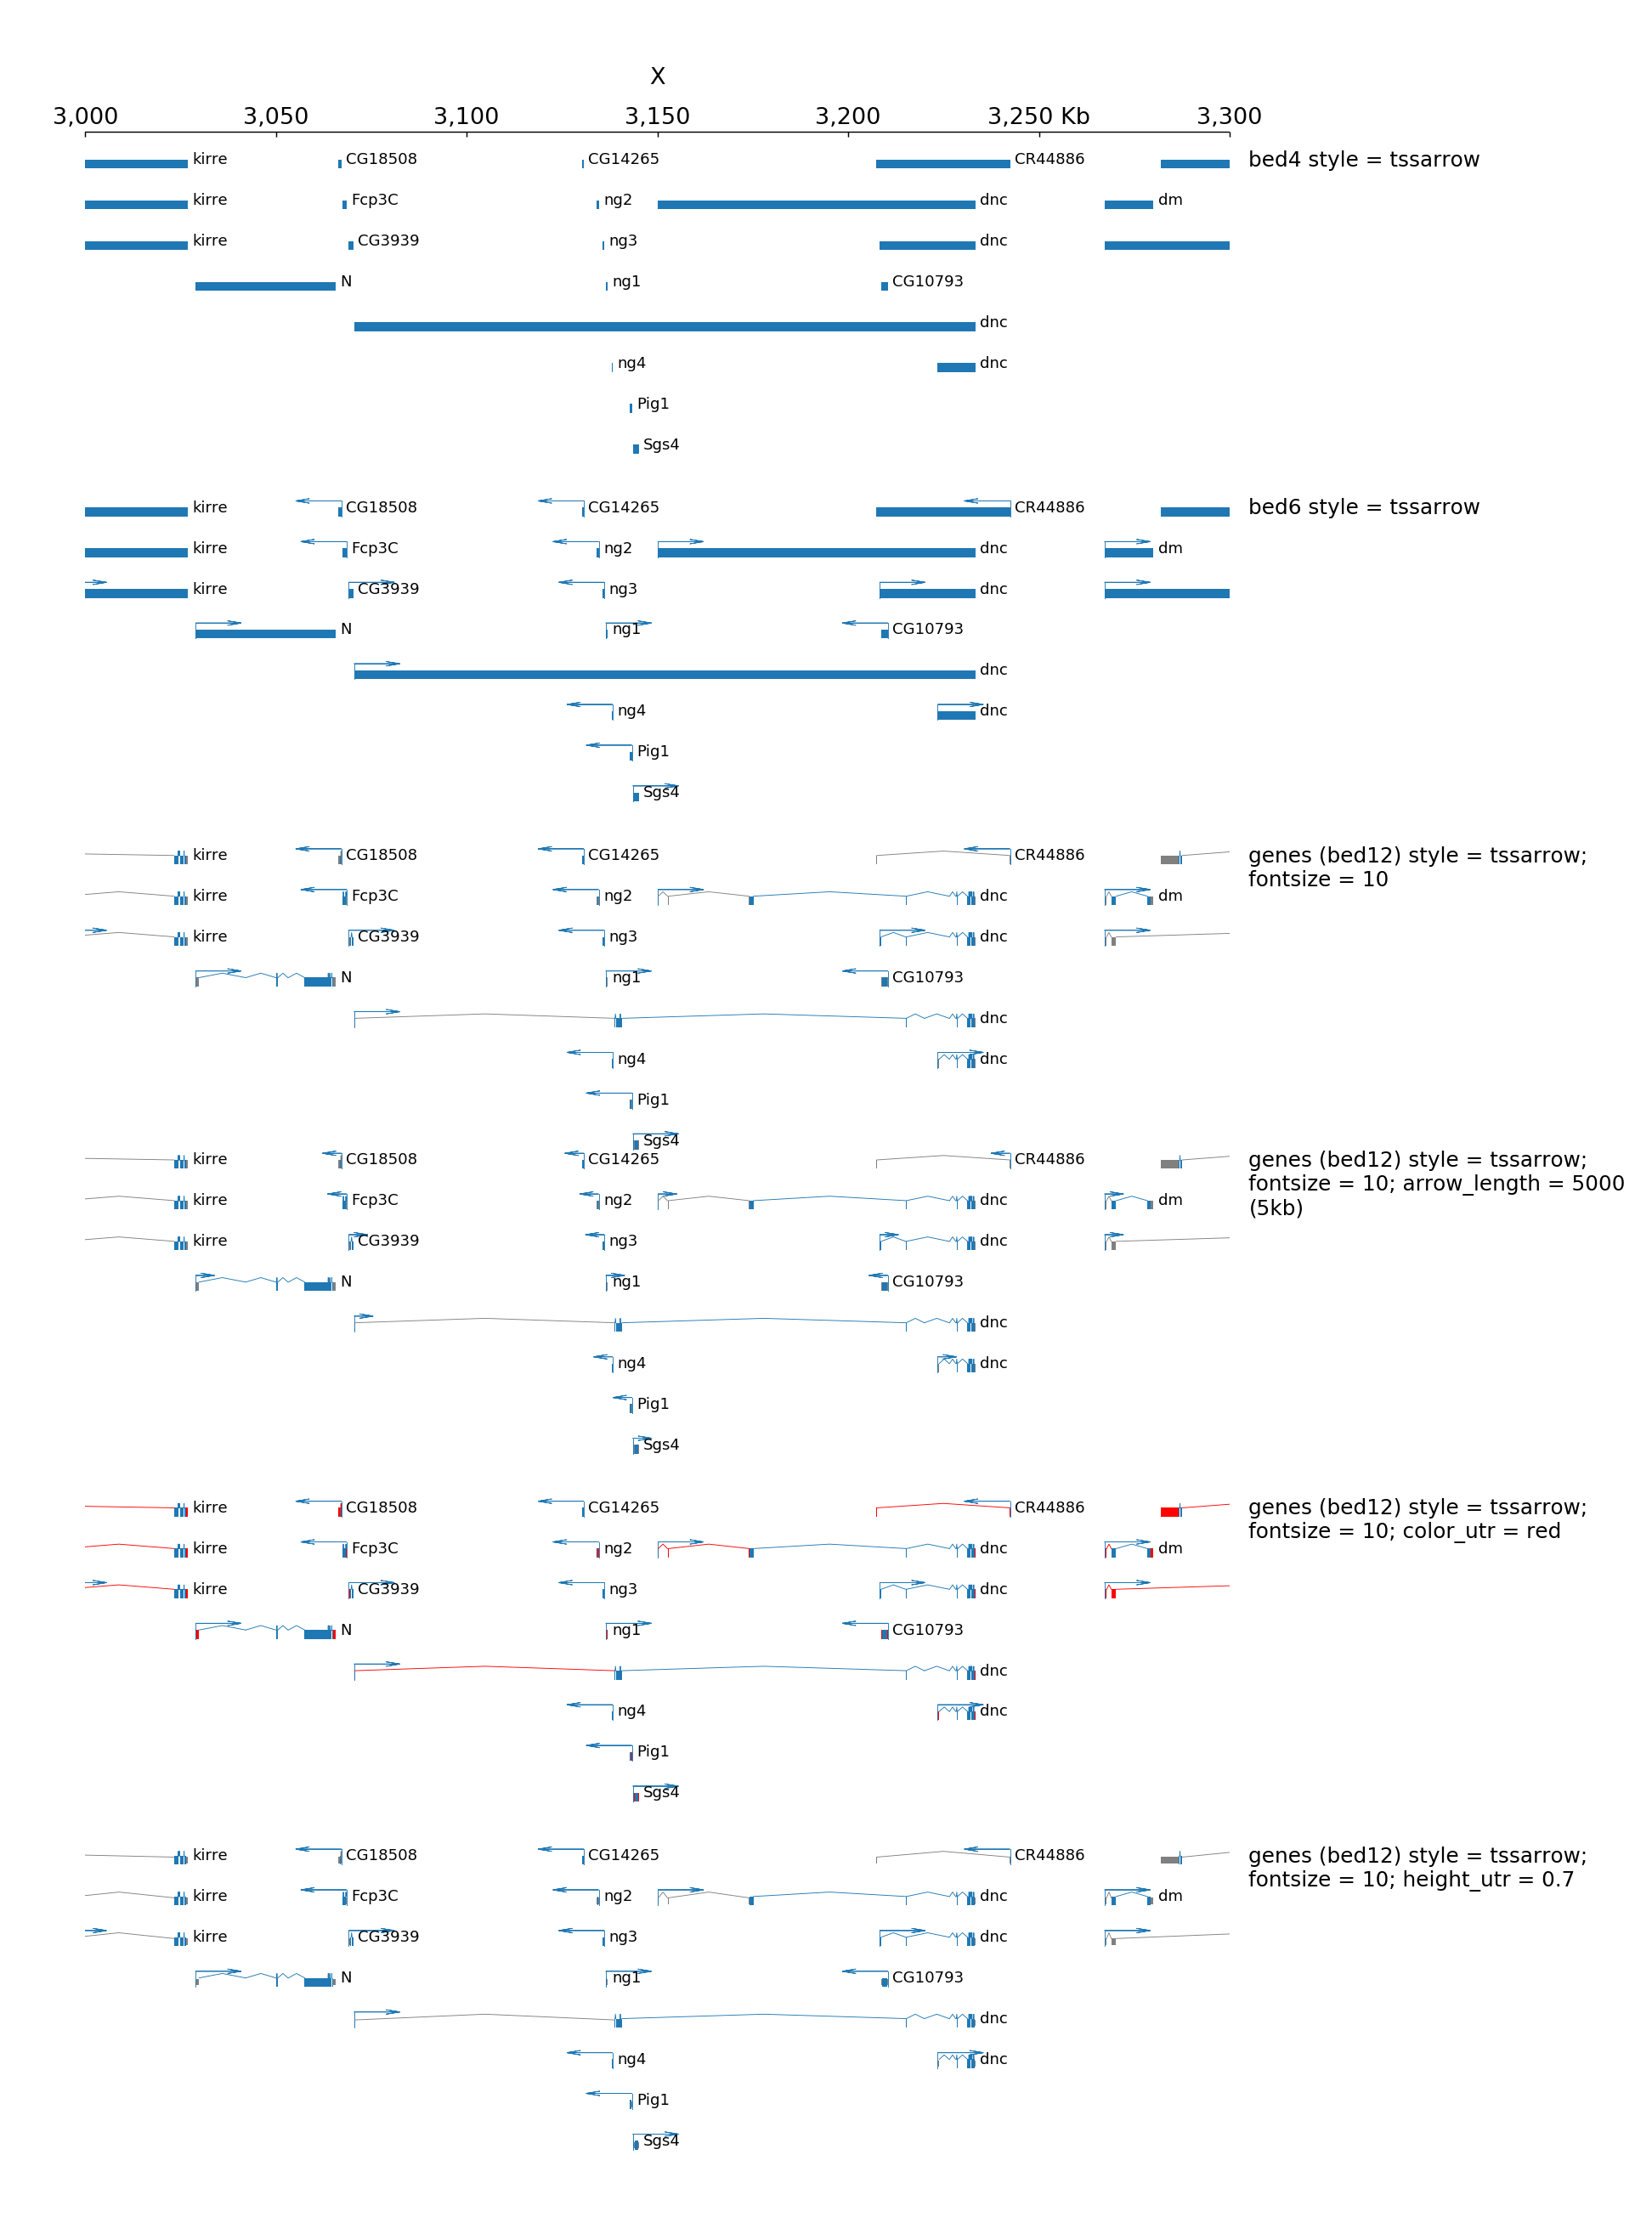 X
3,000 3,050 3,100 3,150 3,200 3,250 Kb 3,300
kirre CG18508 CG14265 CR44886 bed4 style = tssarrow
kirre Fcp3C ng2 dnc dm
kirre CG3939 ng3 dnc
N ng1 CG10793
dnc
ng4 dnc
Pig1
Sgs4
kirre CG18508 CG14265 CR44886 bed6 style = tssarrow
kirre Fcp3C ng2 dnc dm
kirre CG3939 ng3 dnc
N ng1 CG10793
dnc
ng4 dnc
Pig1
Sgs4
kirre CG18508 CG14265 CR44886 genes (bed12) style = tssarrow;
fontsize = 10
kirre Fcp3C ng2 dnc dm
kirre CG3939 ng3 dnc
N ng1 CG10793
dnc
ng4 dnc
Pig1
Sgs4
kirre CG18508 CG14265 CR44886 genes (bed12) style = tssarrow;
fontsize = 10; arrow_length = 5000
kirre Fcp3C ng2 dnc dm (5kb)
kirre CG3939 ng3 dnc
N ng1 CG10793
dnc
ng4 dnc
Pig1
Sgs4
kirre CG18508 CG14265 CR44886 genes (bed12) style = tssarrow;
fontsize = 10; color_utr = red
kirre Fcp3C ng2 dnc dm
kirre CG3939 ng3 dnc
N ng1 CG10793
dnc
ng4 dnc
Pig1
Sgs4
kirre CG18508 CG14265 CR44886 genes (bed12) style = tssarrow;
fontsize = 10; height_utr = 0.7
kirre Fcp3C ng2 dnc dm
kirre CG3939 ng3 dnc
N ng1 CG10793
dnc
ng4 dnc
Pig1
Sgs4